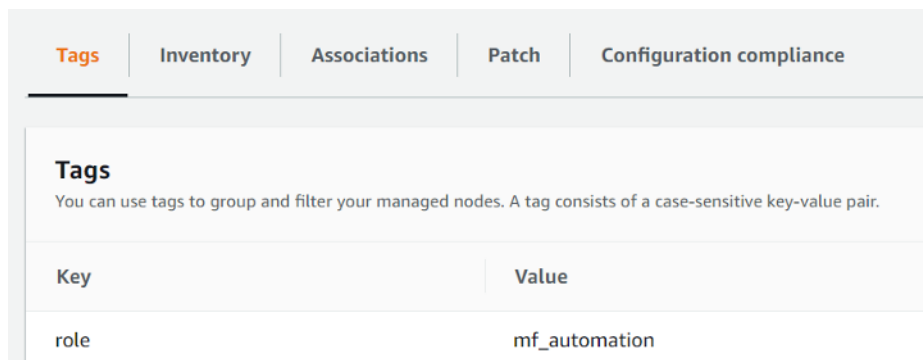 Tags Inventory Associations Patch Configuration compliance
Tags
You can use tags to group and filter your managed nodes. A tag consists of a case-sensitive key-value pair.
Key Value
role mf_automation